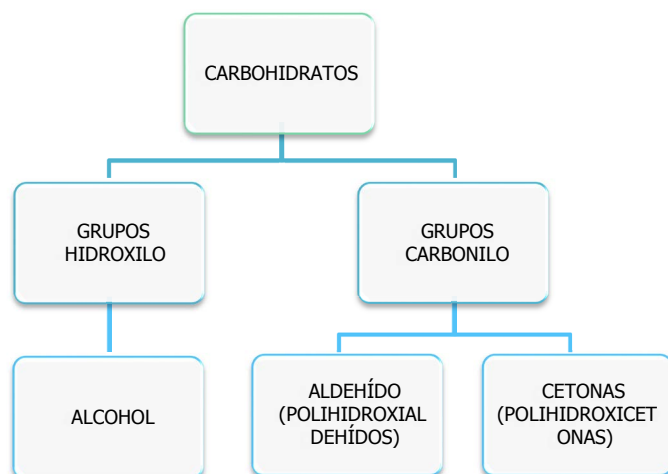 CARBOHIDRATOS
GRUPOS
HIDROXILO
GRUPOS
CARBONILO
ALCOHOL
ALDEHÍDO
(POLIHIDROXIAL
DEHÍDOS)
CETONAS
(POLIHIDROXICET
ONAS)